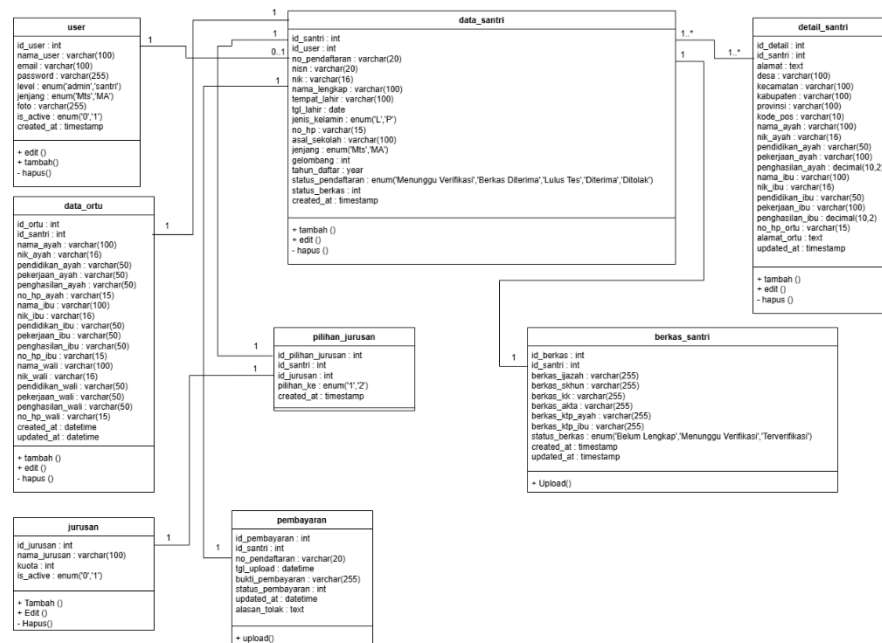 user
id_user : int
nama_user : varchar(100)
email : varchar(100)
password : varchar(255)
level : enum('admin','santri')
jenjang : enum('Mts','MA')
foto : varchar(255)
is_active : enum('0','1')
created_at : timestamp
+ edit ()
+ tambah()
- hapus()
1
0..1
1
1
data_santri
id_santri : int
id_user : int
no_pendaftaran : varchar(20)
nisn : varchar(20)
nik : varchar(16)
nama_lengkap : varchar(100)
tempat_lahir : varchar(100)
tgl_lahir : date
jenis_kelamin : enum('L','P')
no_hp : varchar(15)
asal_sekolah : varchar(100)
jenjang : enum('Mts','MA')
gelombang : int
tahun_daftar : year
status_pendaftaran : enum('Menunggu Verifikasi','Berkas Diterima','Lulus Tes','Diterima','Ditolak')
status_berkas : int
created_at : timestamp
+ tambah ()
+ edit ()
- hapus ()
1
1..*
1..*
1
detail_santri
id_detail : int
id_santri : int
alamat : text
desa : varchar(100)
kecamatan : varchar(100)
kabupaten : varchar(100)
provinsi : varchar(100)
kode_pos : varchar(10)
nama_ayah : varchar(100)
nik_ayah : varchar(16)
pendidikan_ayah : varchar(50)
pekerjaan_ayah : varchar(100)
penghasilan_ayah : decimal(10,2)
nama_ibu : varchar(100)
nik_ibu : varchar(16)
pendidikan_ibu : varchar(50)
pekerjaan_ibu : varchar(100)
penghasilan_ibu : decimal(10,2)
no_hp_ortu : varchar(15)
alamat_ortu : text
updated_at : timestamp
+ tambah ()
+ edit ()
- hapus ()
data_ortu
id_ortu : int
id_santri : int
nama_ayah : varchar(100)
nik_ayah : varchar(16)
pendidikan_ayah : varchar(50)
pekerjaan_ayah : varchar(50)
penghasilan_ayah : varchar(50)
no_hp_ayah : varchar(15)
nama_ibu : varchar(100)
nik_ibu : varchar(16)
pendidikan_ibu : varchar(50)
pekerjaan_ibu : varchar(50)
penghasilan_ibu : varchar(50)
no_hp_ibu : varchar(15)
nama_wali : varchar(100)
nik_wali : varchar(16)
pendidikan_wali : varchar(50)
pekerjaan_wali : varchar(50)
penghasilan_wali : varchar(50)
no_hp_wali : varchar(15)
created_at : datetime
updated_at : datetime
+ tambah ()
+ edit ()
- hapus ()
1
1
1
pilihan_jurusan
id_pilihan_jurusan : int
id_santri : int
id_jurusan : int
pilihan_ke : enum('1','2')
created_at : timestamp
1
berkas_santri
id_berkas : int
id_santri : int
berkas_ijazah : varchar(255)
berkas_skhun : varchar(255)
berkas_kk : varchar(255)
berkas_akta : varchar(255)
berkas_ktp_ayah : varchar(255)
berkas_ktp_ibu : varchar(255)
status_berkas : enum('Belum Lengkap','Menunggu Verifikasi','Terverifikasi')
created_at : timestamp
updated_at : timestamp
+ Upload()
jurusan
id_jurusan : int
nama_jurusan : varchar(100)
kuota : int
is_active : enum('0','1')
+ Tambah ()
+ Edit ()
- Hapus()
1
1
pembayaran
id_pembayaran : int
id_santri : int
no_pendaftaran : varchar(20)
tgl_upload : datetime
bukti_pembayaran : varchar(255)
status_pembayaran : int
updated_at : datetime
alasan_tolak : text
+ upload()